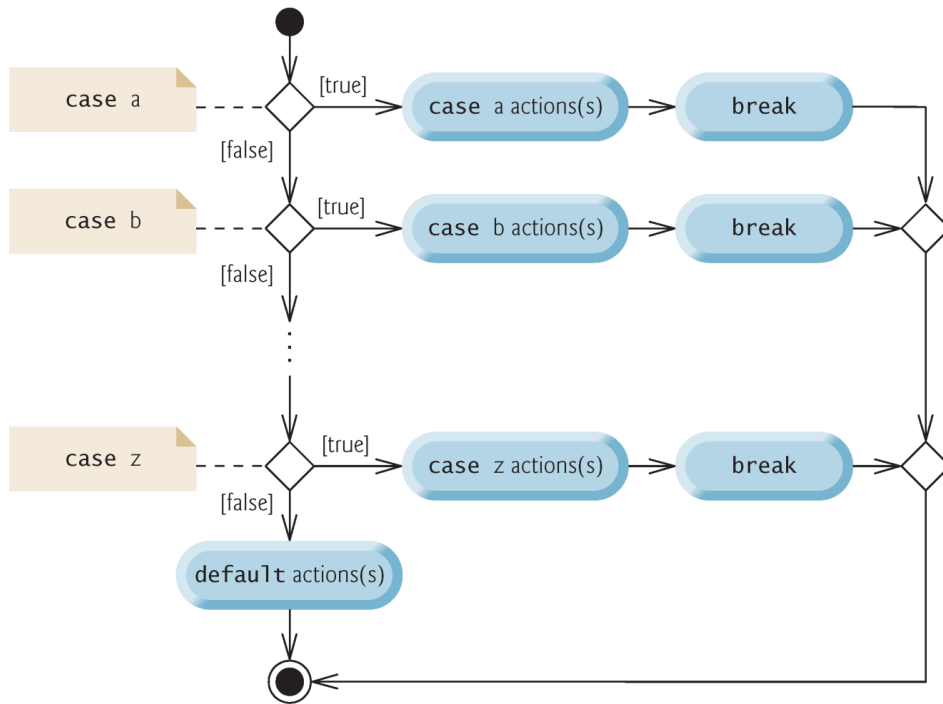 [true]
case a
case a actions(s)
break
[false]
[true]
case b
case b actions(s)
break
[false]
[true]
case z
case z actions(s)
break
[false]
default actions(s)